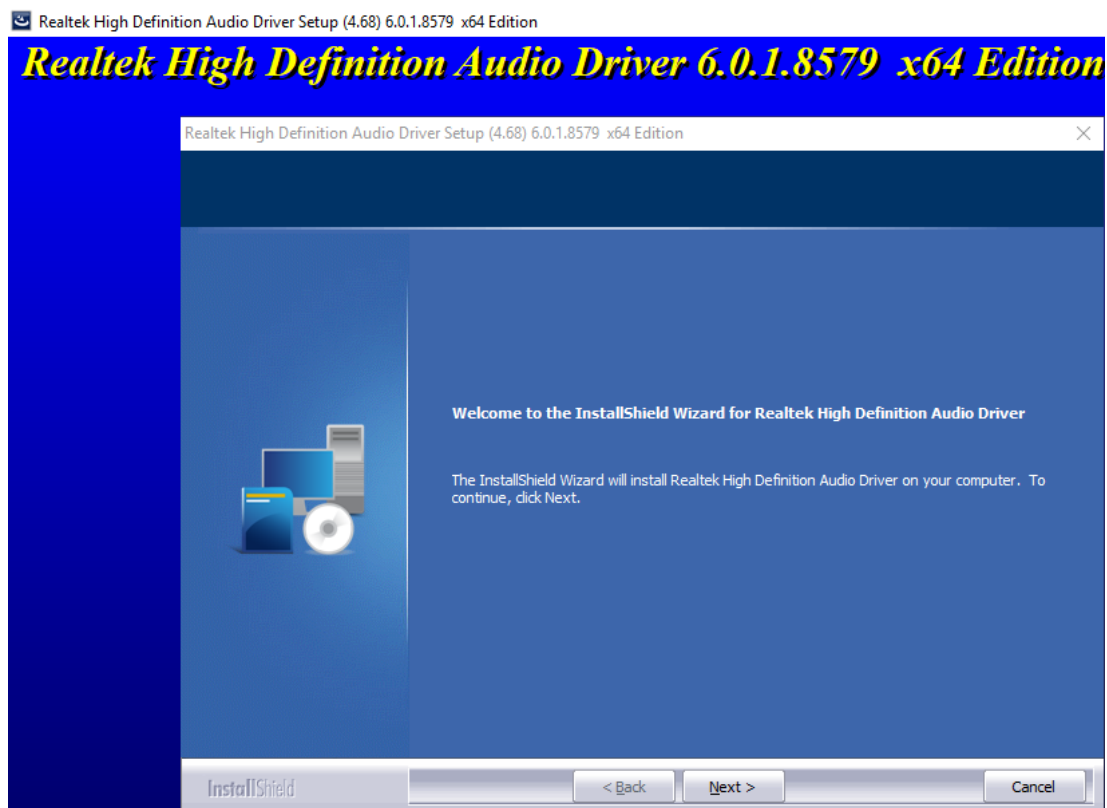 Realtek High Definition Audio Driver Setup (4.68) 6.0.1.8579 x64 Edition
Realtek High Definition Audio Driver 6.0.1.8579 x64 Edition
Realtek High Definition Audio Driver Setup (4.68) 6.0.1.8579 x64 Edition
Welcome to the InstallShield Wizard for Realtek High Definition Audio Driver
The InstallShield Wizard will install Realtek High Definition Audio Driver on your computer. To
continue, click Next.
InstallShield
< Back Next > Cancel